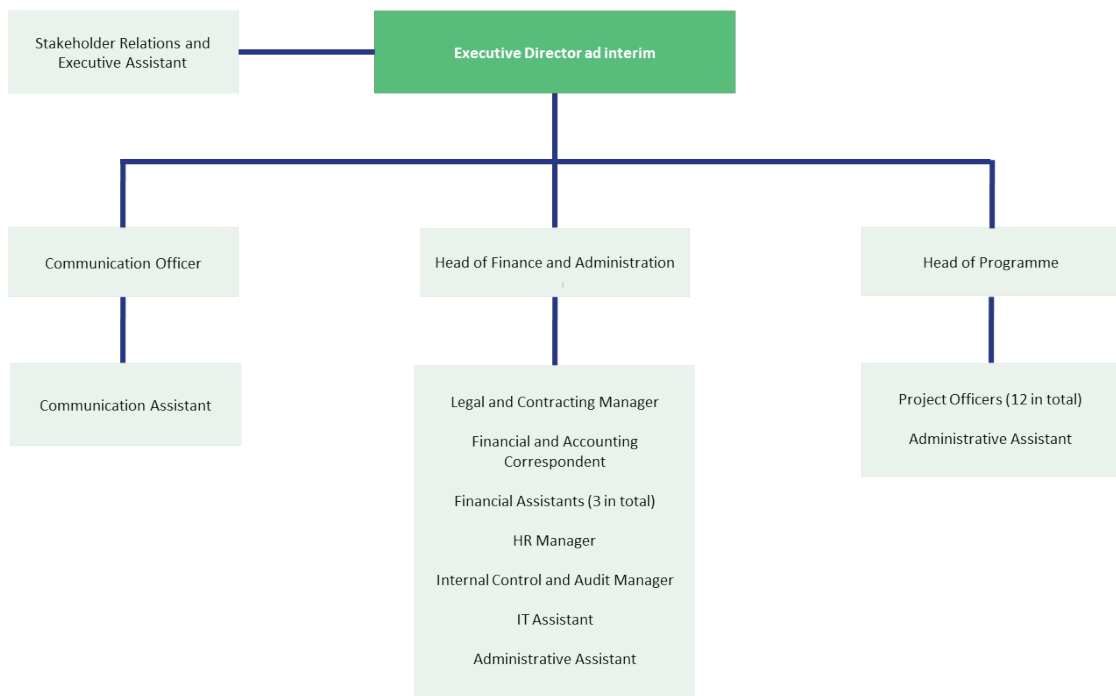 Stakeholder Relations and
Executive Assistant
Executive Director ad interim
Communication Officer
Head of Finance and Administration
Head of Programme
Communication Assistant
Legal and Contracting Manager
Financial and Accounting
Correspondent
Financial Assistants (3 in total)
HR Manager
Internal Control and Audit Manager
IT Assistant
Administrative Assistant
Project Officers (12 in total)
Administrative Assistant